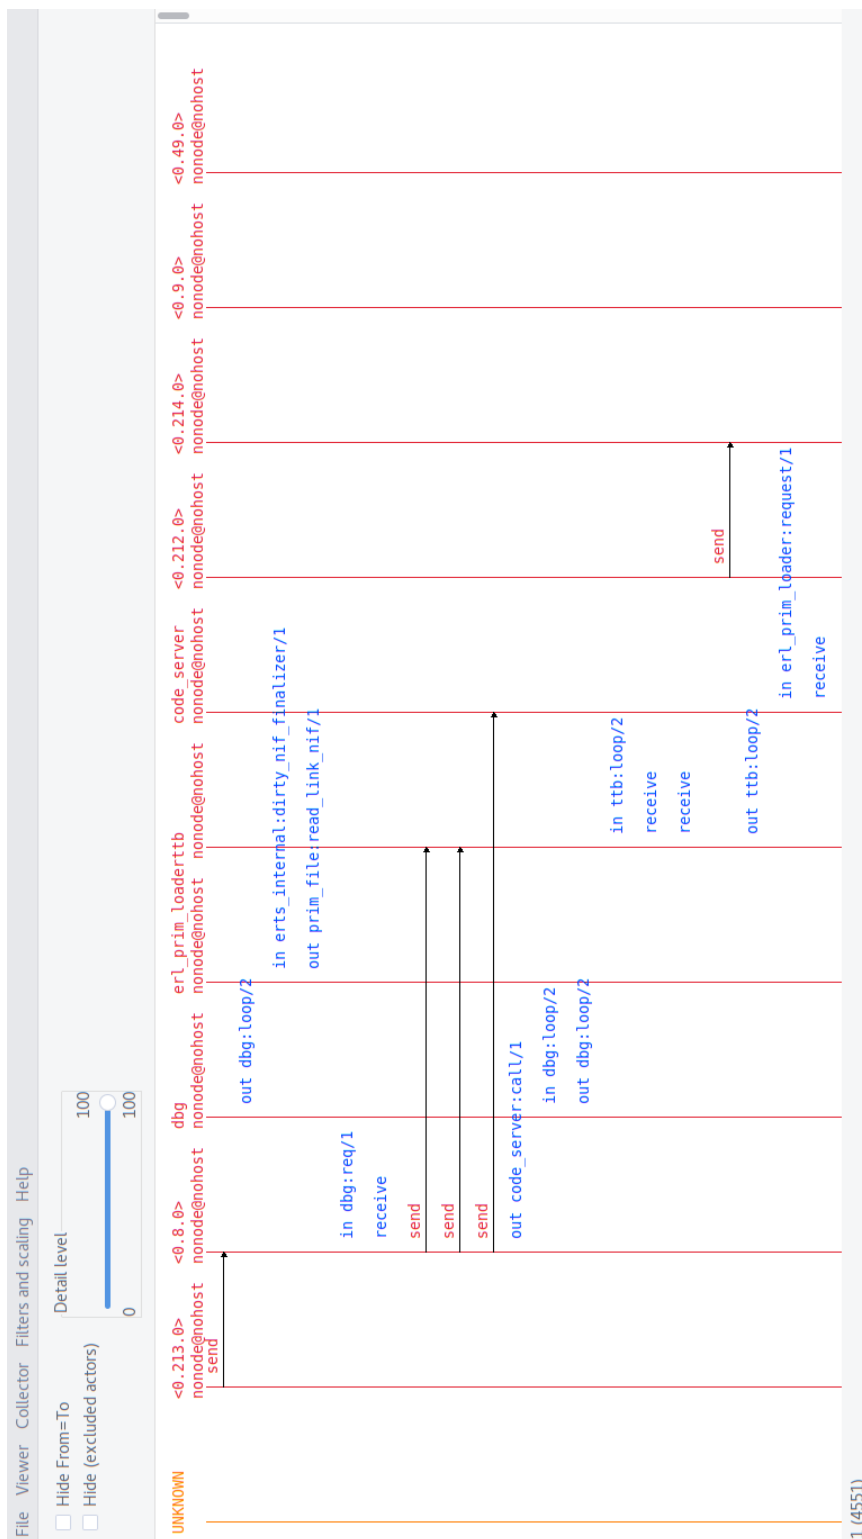 File Viewer Collector Filters and scaling Help
Hide From=To
Hide (excluded actors)
Detail level
100
0
100
UNKNOWN
<0.213.0>
nonode@nohost
<0.8.0>
nonode@nohost
dbg
nonode@nohost
erl_prim_loader
nonode@nohost
ttb
nonode@nohost
code_server
nonode@nohost
<0.212.0>
nonode@nohost
<0.214.0>
nonode@nohost
<0.9.0>
nonode@nohost
<0.49.0>
nonode@nohost
send
out dbg:loop/2
in erts_internal:dirty_nif_finalizer/1
out prim_file:read_link_nif/1
in dbg:req/1
receive
send
send
send
out code_server:call/1
in dbg:loop/2
out dbg:loop/2
in ttb:loop/2
receive
receive
send
out ttb:loop/2
in erl_prim_loader:request/1
receive
1 (4551)